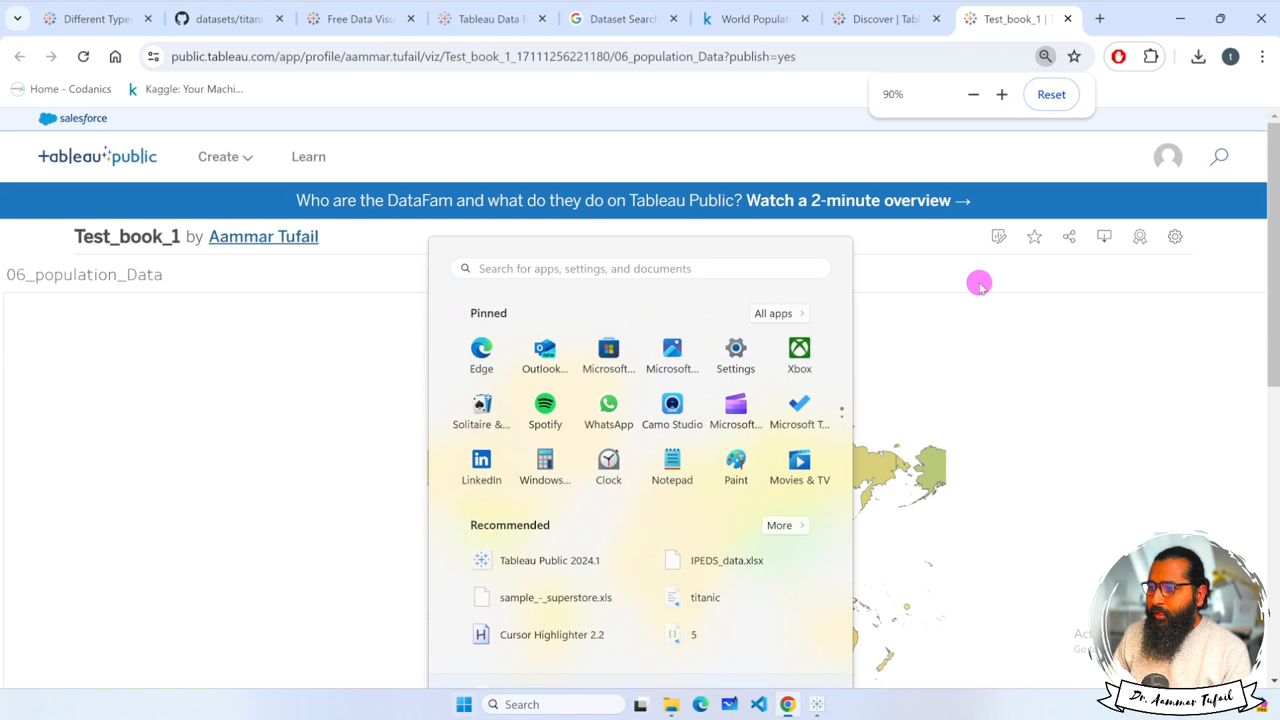 Different Type:
datasets/titani
Free Data Visu
Tableau Data F
Dataset Search
World Populat
Discover | Tabl
Test_book_1 | T
public.tableau.com/app/profile/aammar.tufail/viz/Test_book_1_17111256221180/06_population_Data?publish=yes
Home - Codanics
Kaggle: Your Machi...
90%
Reset
salesforce
tableau public
Create
Learn
Who are the DataFam and what do they do on Tableau Public? Watch a 2-minute overview →
Test_book_1 by Aammar Tufail
06_population_Data
Search for apps, settings, and documents
Pinned
All apps
Edge
Outlook...
Microsoft...
Microsoft...
Settings
Xbox
Solitaire &...
Spotify
WhatsApp
Camo Studio
Microsoft...
Microsoft T...
LinkedIn
Windows...
Clock
Notepad
Paint
Movies & TV
Recommended
More
Tableau Public 2024.1
IPEDS_data.xlsx
sample_-_superstore.xls
titanic
Cursor Highlighter 2.2
5
Search
Dr. Aammar Tufail